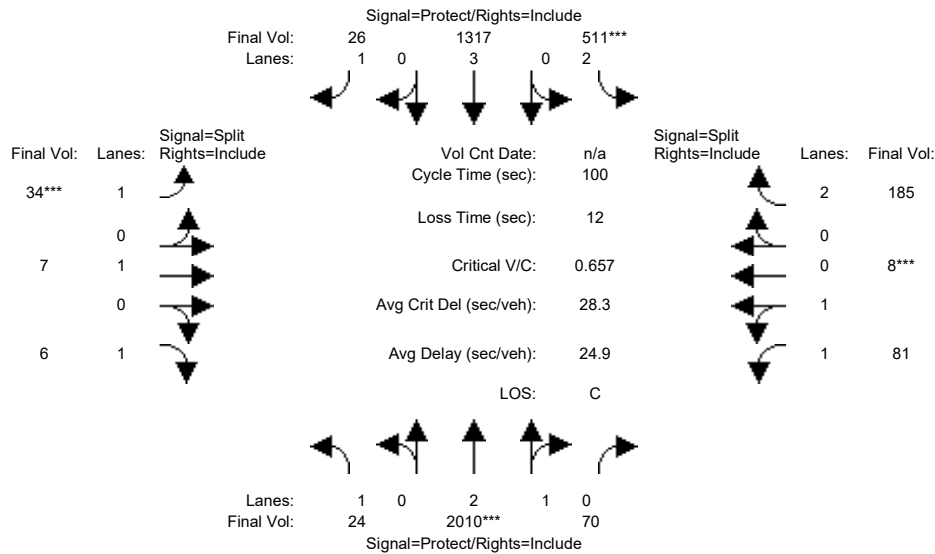 Signal=Protect/Rights=Include
Final Vol: 26 1317 511***
Lanes: 1 0 3 0 2
Signal=Split Signal=Split
Final Vol: Lanes: Rights=Include Vol Cnt Date: n/a Rights=Include Lanes: Final Vol:
Cycle Time (sec): 100
34*** 1 2 185
Loss Time (sec): 12
0 0
7 1 Critical V/C: 0.657 0 8***
0 Avg Crit Del (sec/veh): 28.3 1
6 1 Avg Delay (sec/veh): 24.9 1 81
LOS: C
Lanes: 1 0 2 1 0
Final Vol: 24 2010*** 70
Signal=Protect/Rights=Include